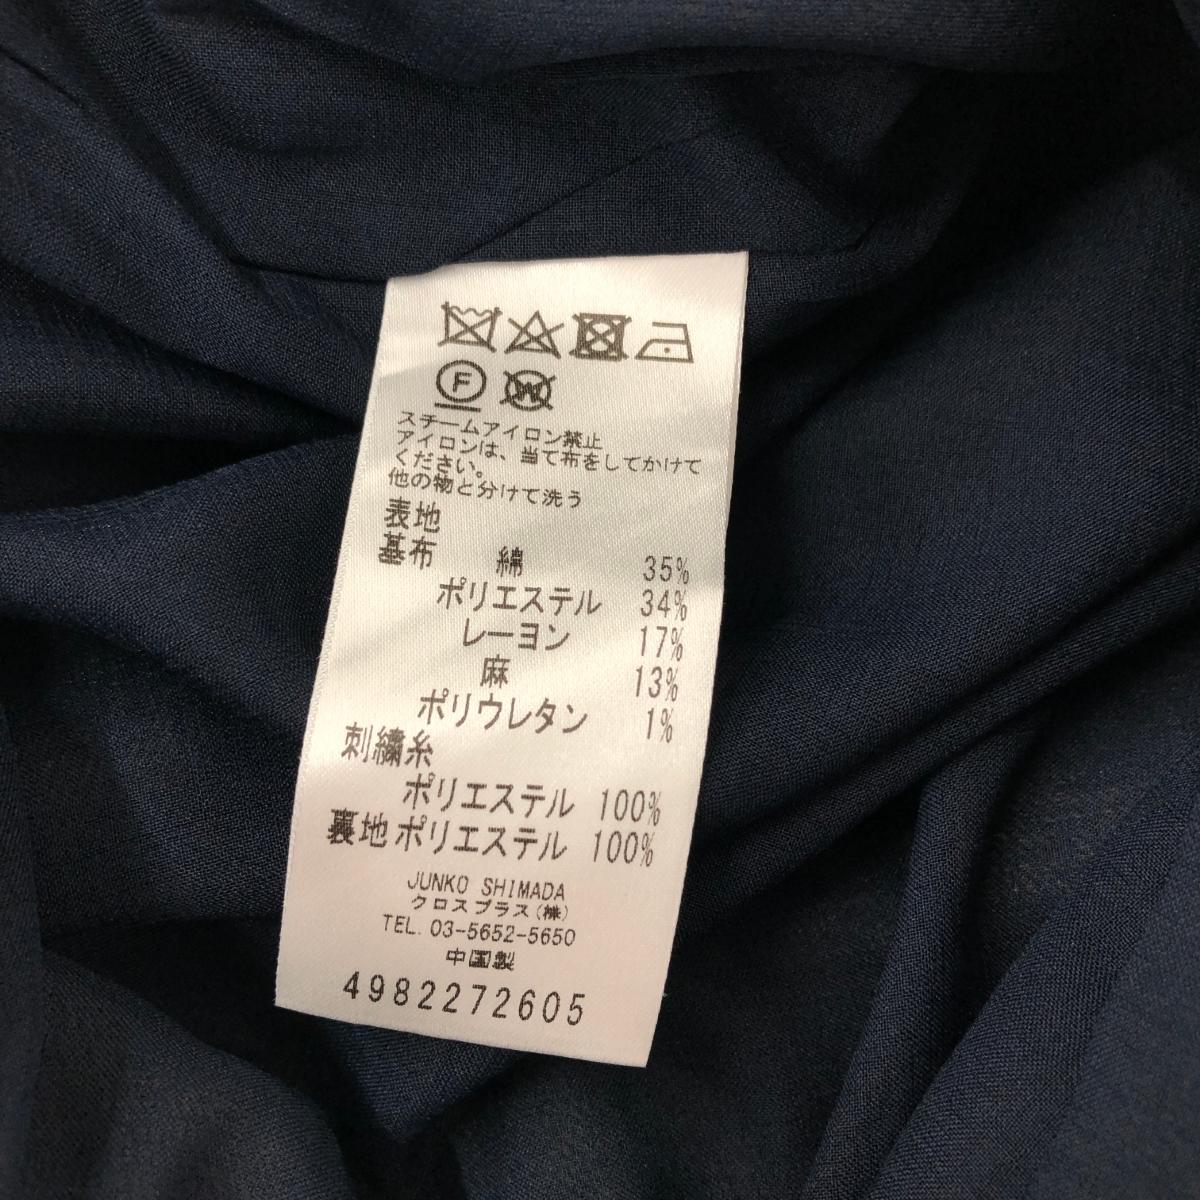 F W
スチームアイロン禁止
アイロンは、当て布をしてかけて
ください。
他の物と分けて洗う
表地
基布 綿 35%
ポリエステル 34%
レーヨン 17%
麻 13%
ポリウレタン 1%
刺繍糸
ポリエステル 100%
裏地 ポリエステル 100%
JUNKO SHIMADA
クロスプラス(株)
TEL. 03-5652-5650
中国製
4982272605